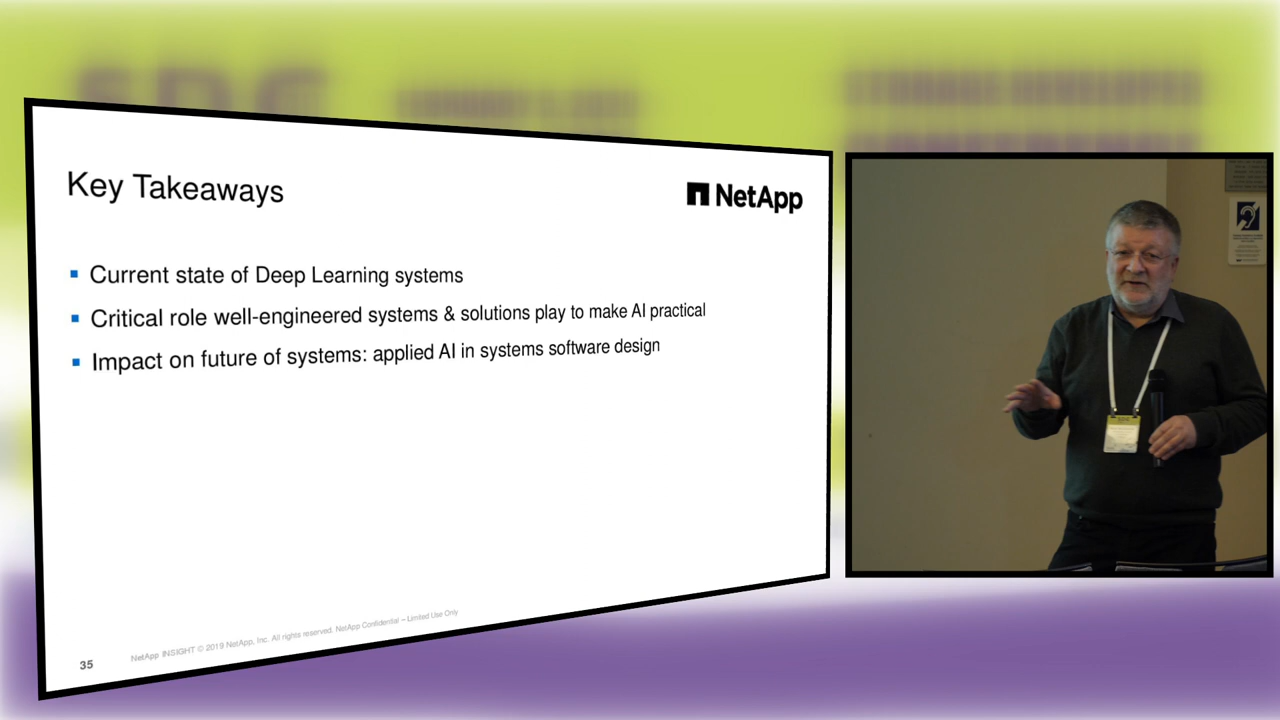 Key Takeaways
NetApp
Current state of Deep Learning systems
Critical role well-engineered systems & solutions play to make AI practical
Impact on future of systems: applied AI in systems software design
35
NetApp INSIGHT © 2019 NetApp, Inc. All rights reserved. NetApp Confidential – Limited Use Only